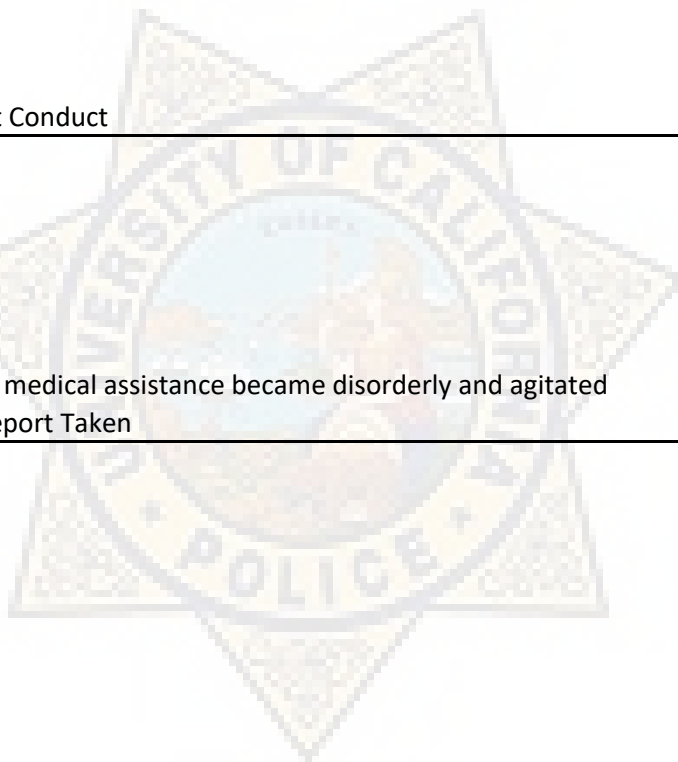 t Conduct
UNIVERSITY OF CALIFORNIA
medical assistance became disorderly and agitated
eport Taken
POLICE